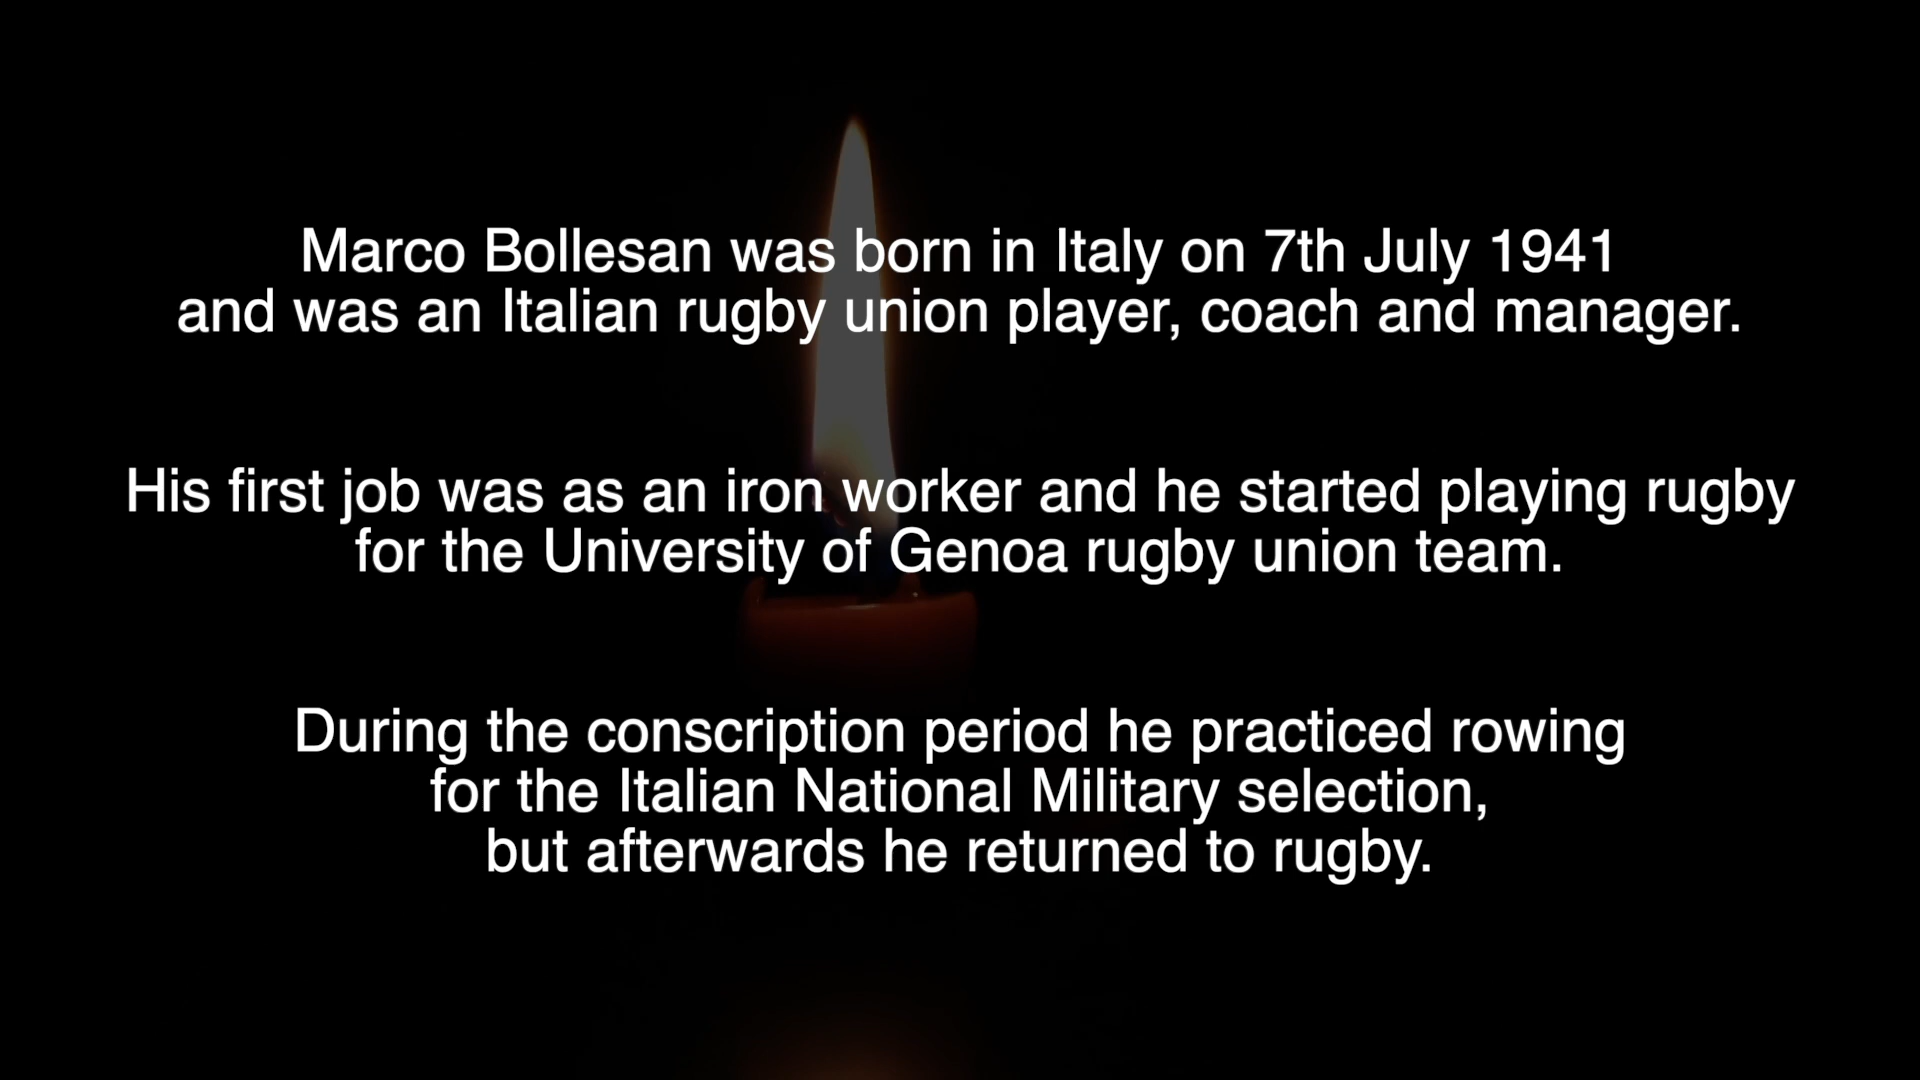 Marco Bollesan was born in Italy on 7th July 1941
and was an Italian rugby union player, coach and manager.
His first job was as an iron worker and he started playing rugby
for the University of Genoa rugby union team.
During the conscription period he practiced rowing
for the Italian National Military selection,
but afterwards he returned to rugby.